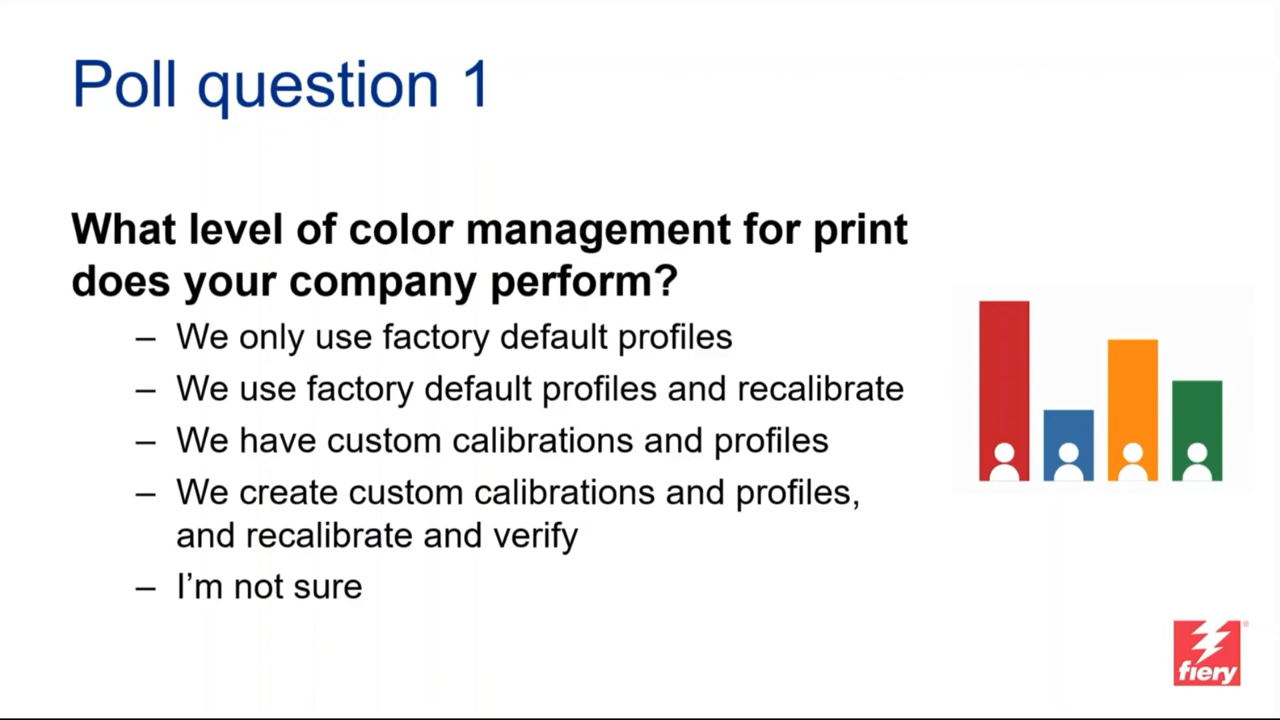 Poll question 1
What level of color management for print
does your company perform?
– We only use factory default profiles
– We use factory default profiles and recalibrate
– We have custom calibrations and profiles
– We create custom calibrations and profiles,
and recalibrate and verify
– I’m not sure
fiery®